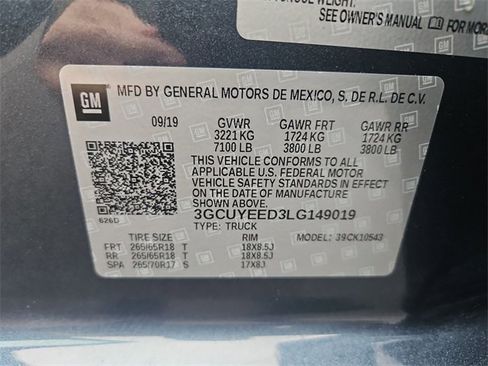 SEE OWNER'S MANUAL FOR MORE
GM
MFD BY GENERAL MOTORS DE MEXICO, S. DE R.L. DE C.V.
09/19 GVWR GAWR FRT GAWR RR
3221 KG 1724 KG 1724 KG
7100 LB 3800 LB 3800 LB
THIS VEHICLE CONFORMS TO ALL
APPLICABLE U.S. FEDERAL MOTOR
VEHICLE SAFETY STANDARDS IN EFFECT
ON THE DATE OF MANUFACTURE
SHOWN ABOVE.
3GCUYEED3LG149019
626D
TYPE: TRUCK MODEL: 39CK10543
TIRE SIZE RIM
FRT 265/65R18 T 18X8.5J
RR 265/65R18 T 18X8.5J
SPA 265/70R17 S 17X8J